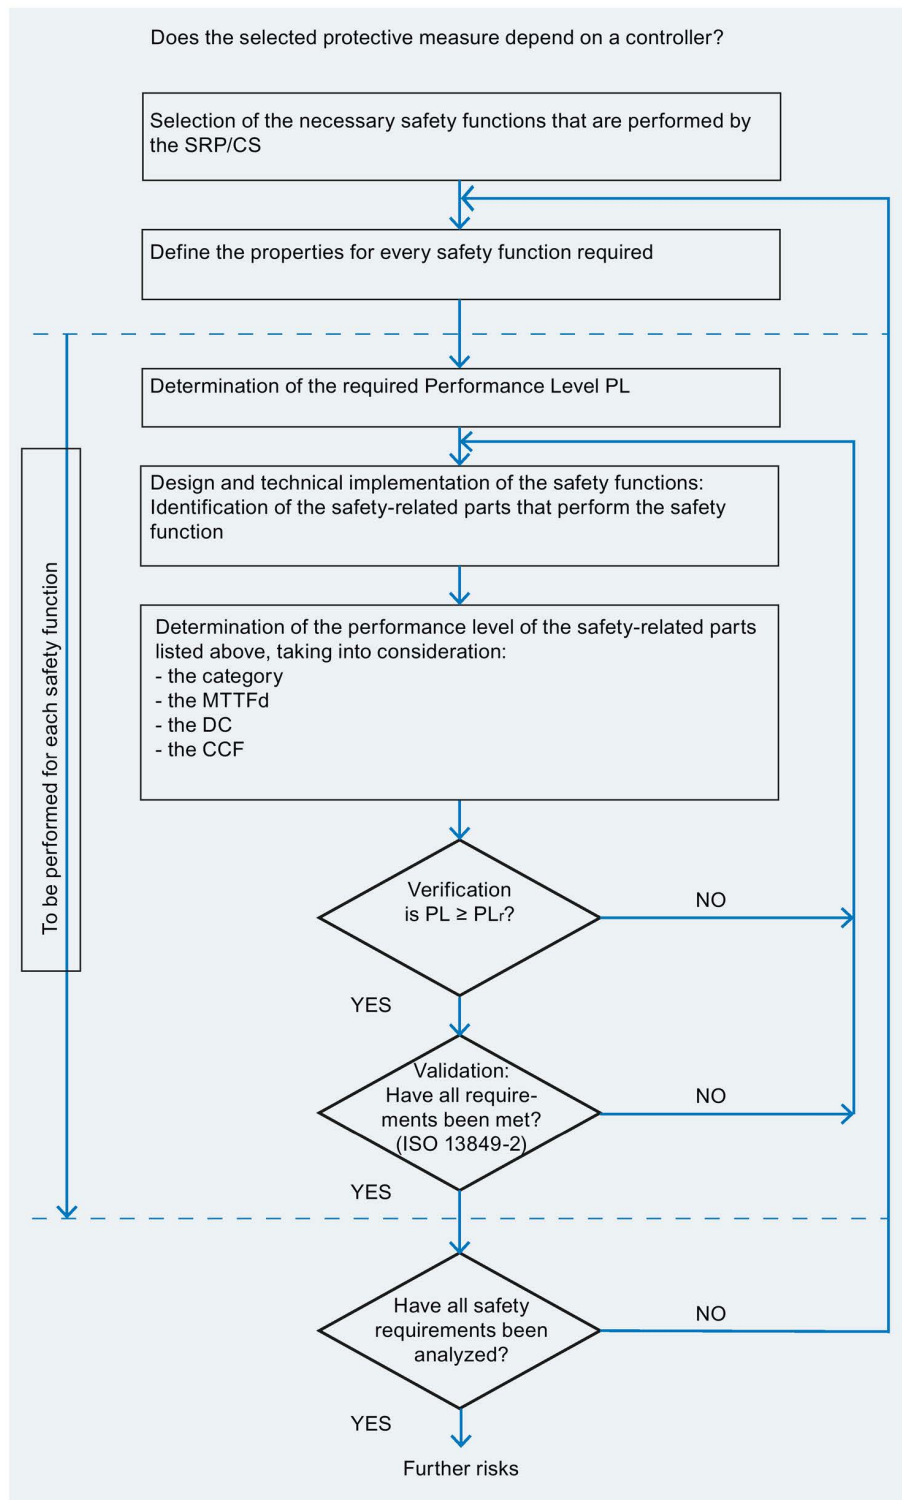 Does the selected protective measure depend on a controller?
Selection of the necessary safety functions that are performed by
the SRP/CS
Define the properties for every safety function required
Determination of the required Performance Level PL
Design and technical implementation of the safety functions:
Identification of the safety-related parts that perform the safety
function
To be performed for each safety function
Determination of the performance level of the safety-related parts
listed above, taking into consideration:
- the category
- the MTTFd
- the DC
- the CCF
Verification
is PL ≥ PLr?
NO
YES
Validation:
Have all require-
ments been met?
(ISO 13849-2)
NO
YES
Have all safety
requirements been
analyzed?
NO
YES
Further risks